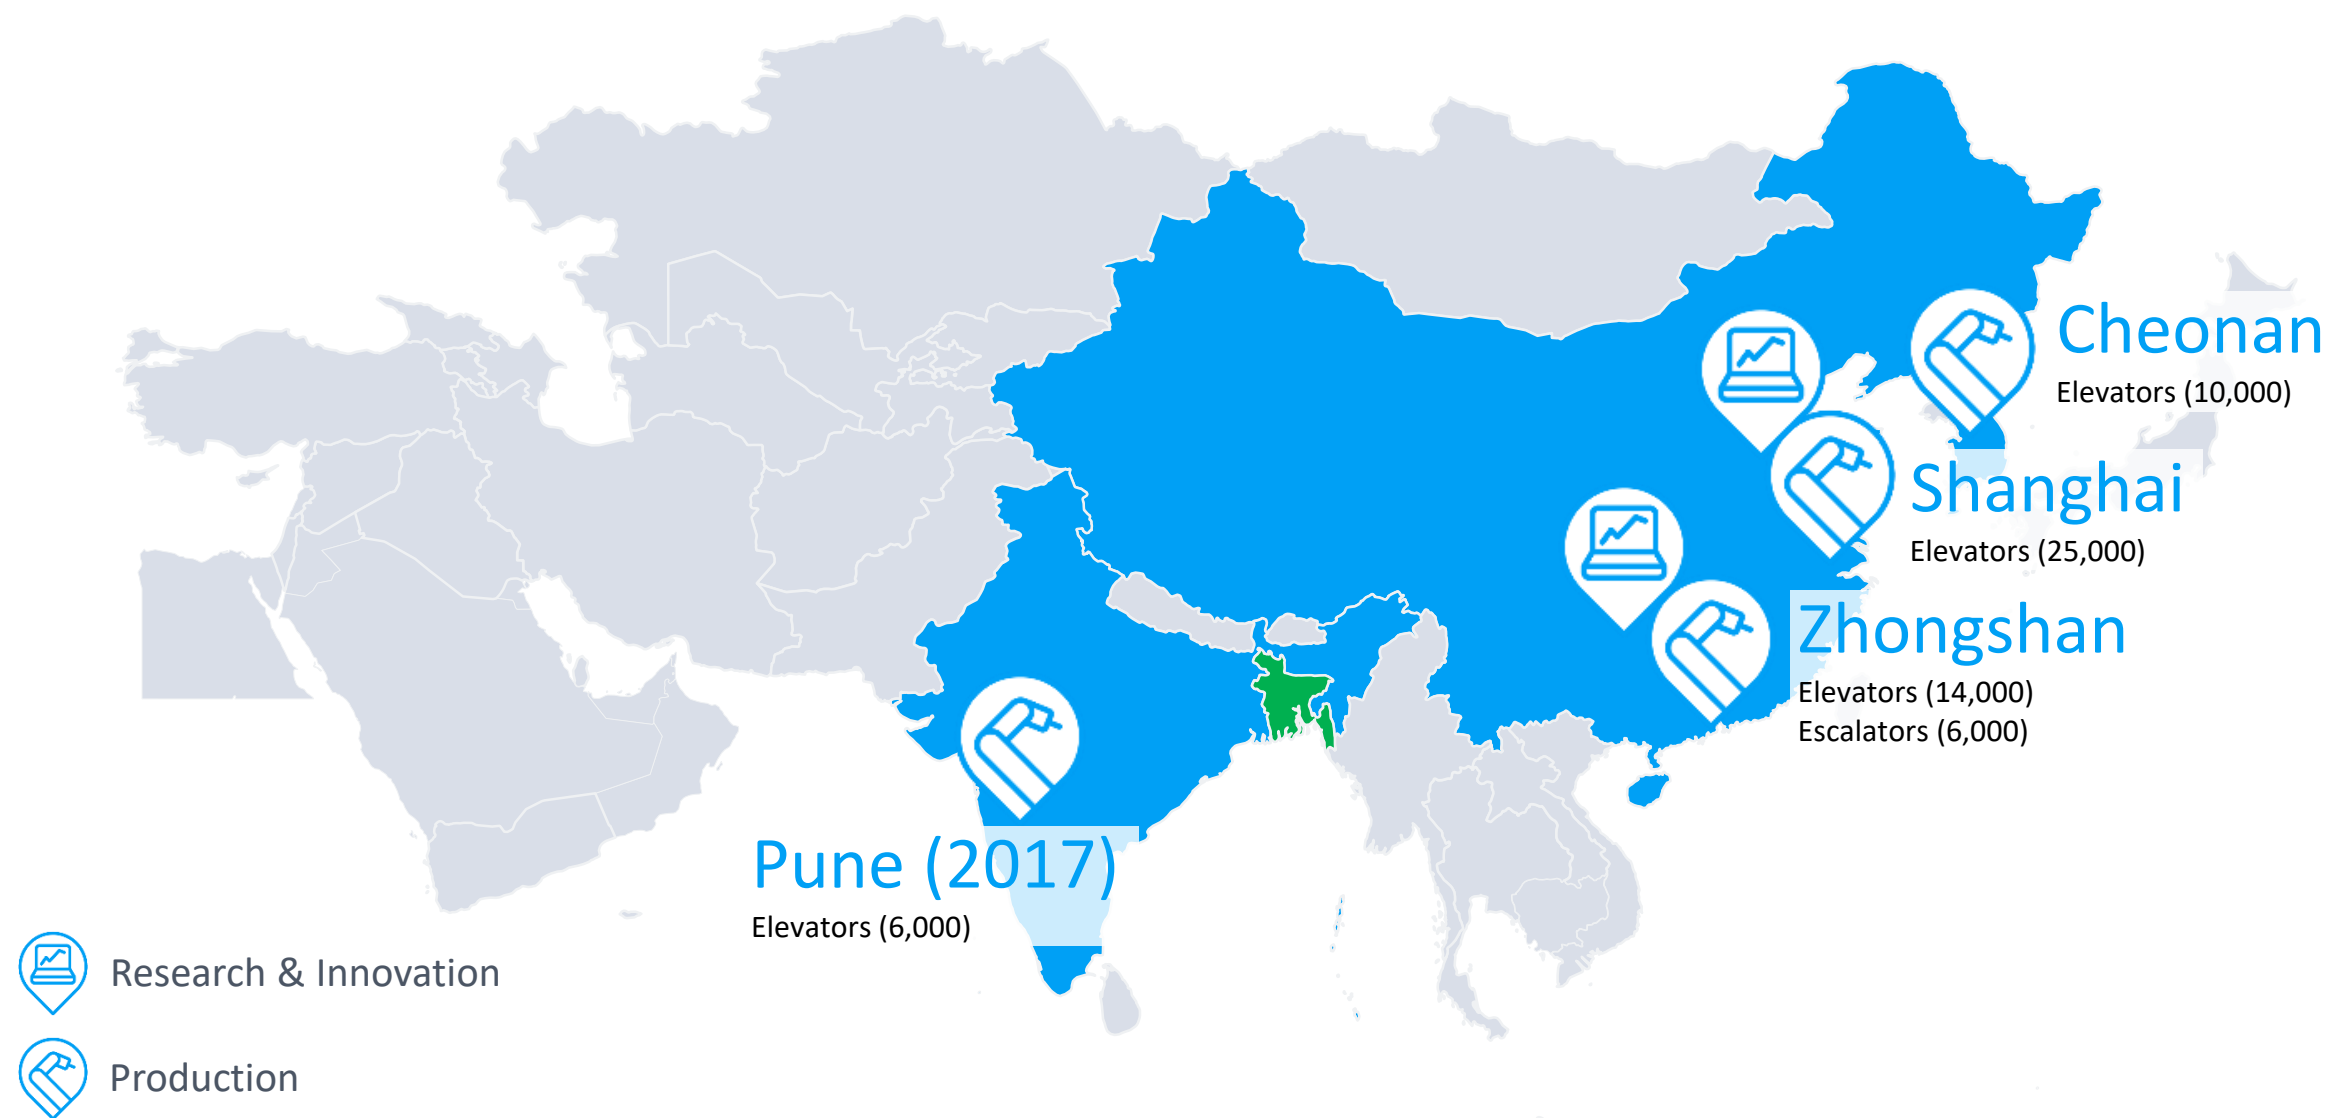 Cheonan
Elevators (10,000)
Shanghai
Elevators (25,000)
Zhongshan
Elevators (14,000)
Escalators (6,000)
Pune (2017)
Elevators (6,000)
Research & Innovation
Production